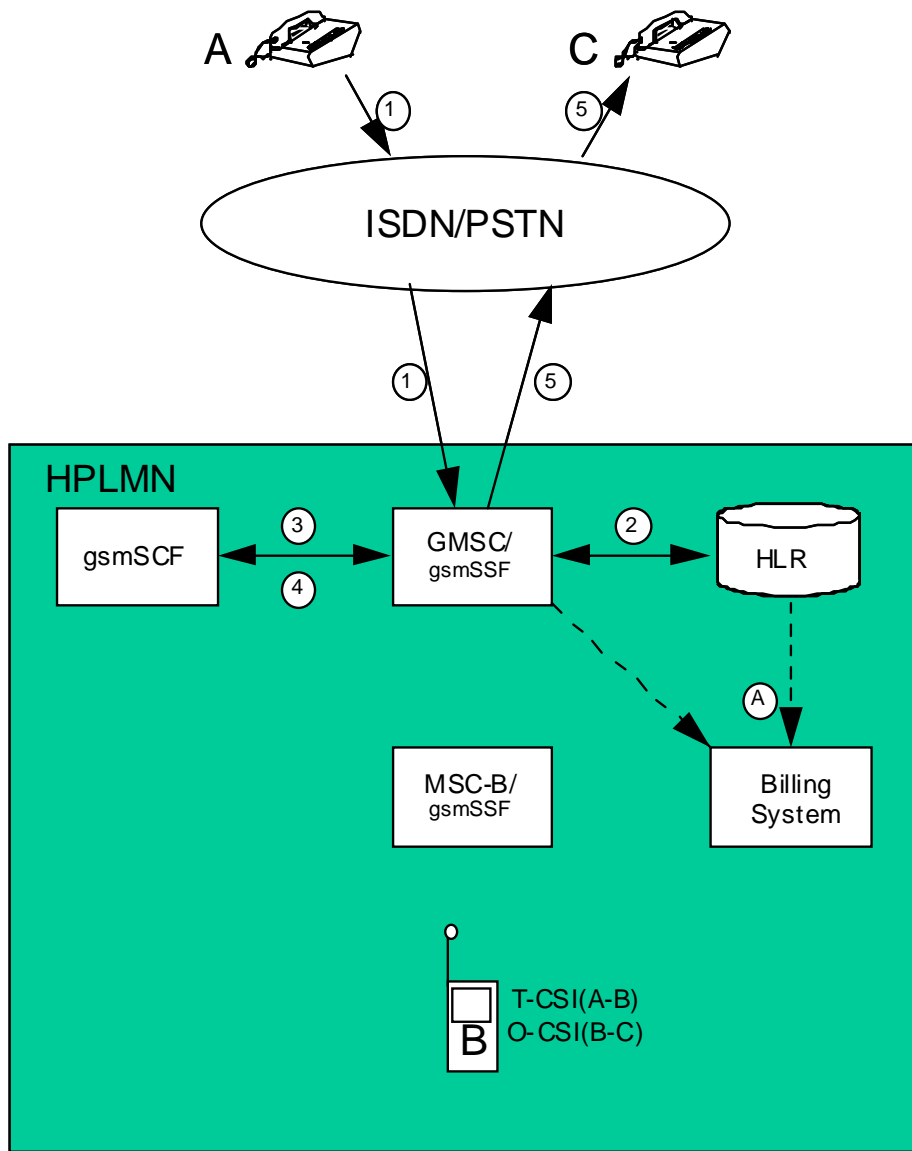 A
C
1
5
ISDN/PSTN
1
5
HPLMN
gsmSCF
3
4
GMSC/
gsmSSF
2
HLR
A
MSC-B/
gsmSSF
Billing
System
T-CSI(A-B)
O-CSI(B-C)
B